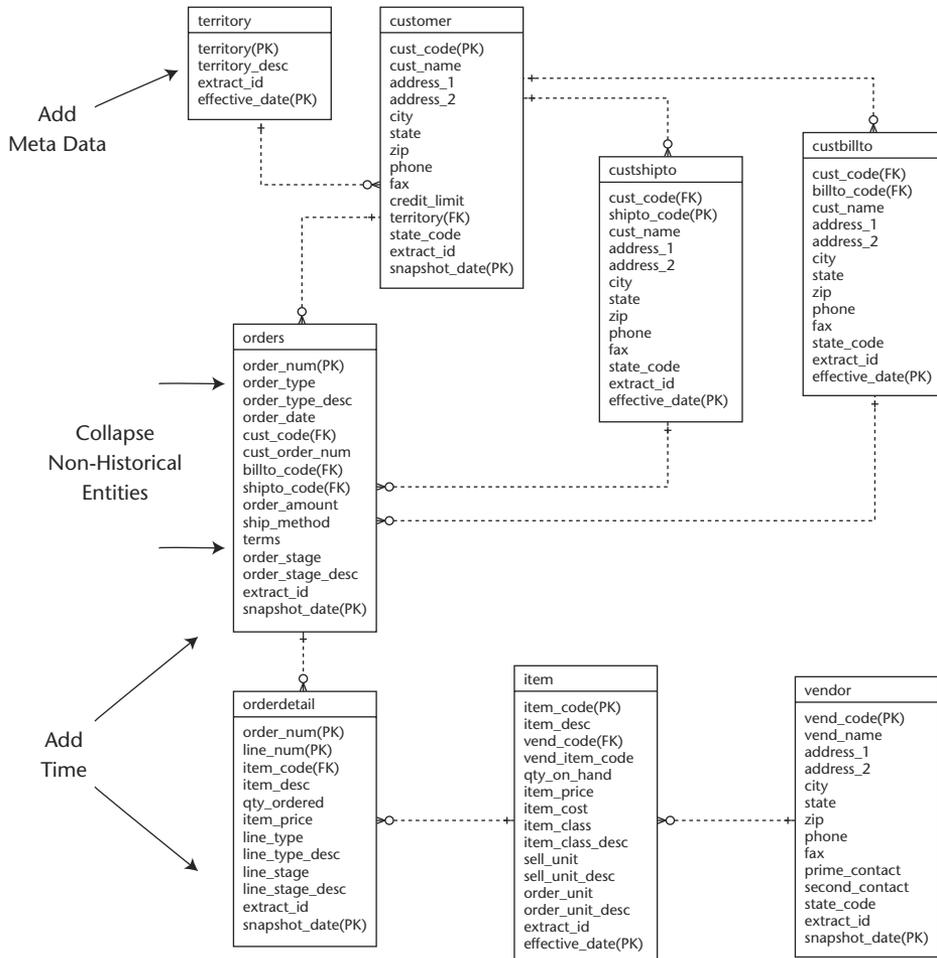 territory
territory(PK)
territory_desc
extract_id
effective_date(PK)
customer
cust_code(PK)
cust_name
address_1
address_2
city
state
zip
phone
fax
credit_limit
territory(FK)
state_code
extract_id
snapshot_date(PK)
Add
Meta Data
custshipto
cust_code(FK)
shipto_code(PK)
cust_name
address_1
address_2
city
state
zip
phone
fax
state_code
extract_id
effective_date(PK)
custbillto
cust_code(FK)
billto_code(FK)
cust_name
address_1
address_2
city
state
zip
phone
fax
state_code
extract_id
effective_date(PK)
orders
order_num(PK)
order_type
order_type_desc
order_date
cust_code(FK)
cust_order_num
billto_code(FK)
shipto_code(FK)
order_amount
ship_method
terms
order_stage
order_stage_desc
extract_id
snapshot_date(PK)
Collapse
Non-Historical
Entities
Add
Time
orderdetail
order_num(PK)
line_num(PK)
item_code(FK)
item_desc
qty_ordered
item_price
line_type
line_type_desc
line_stage
line_stage_desc
extract_id
snapshot_date(PK)
item
item_code(PK)
item_desc
vend_code(FK)
vend_item_code
qty_on_hand
item_price
item_cost
item_class
item_class_desc
sell_unit
sell_unit_desc
order_unit
order_unit_desc
extract_id
effective_date(PK)
vendor
vend_code(PK)
vend_name
address_1
address_2
city
state
zip
phone
fax
prime_contact
second_contact
state_code
extract_id
snapshot_date(PK)